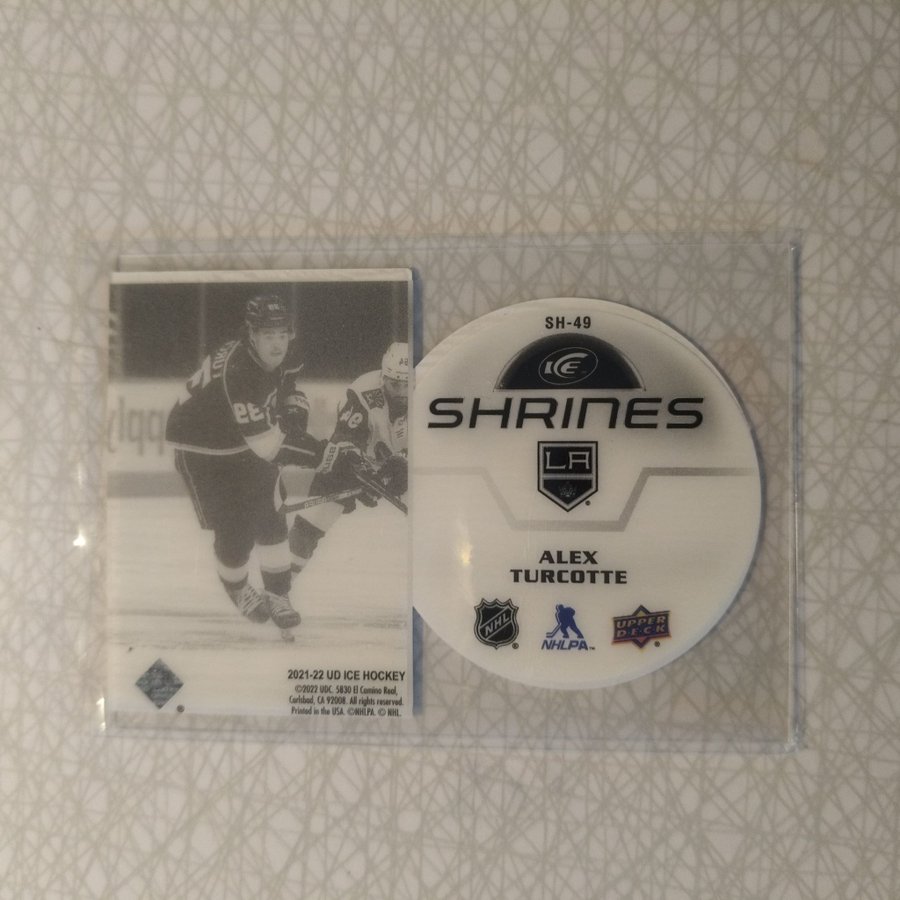 SH-49
ICE
SHRINES
LA
ALEX
TURCOTTE
NHL
NHLPA™
UPPER
DECK
2021-22 UD ICE HOCKEY
©2022 UDC. 5830 El Camino Real,
Carlsbad, CA 92008. All rights reserved.
Printed in the USA. ©NHLPA. © NHL.